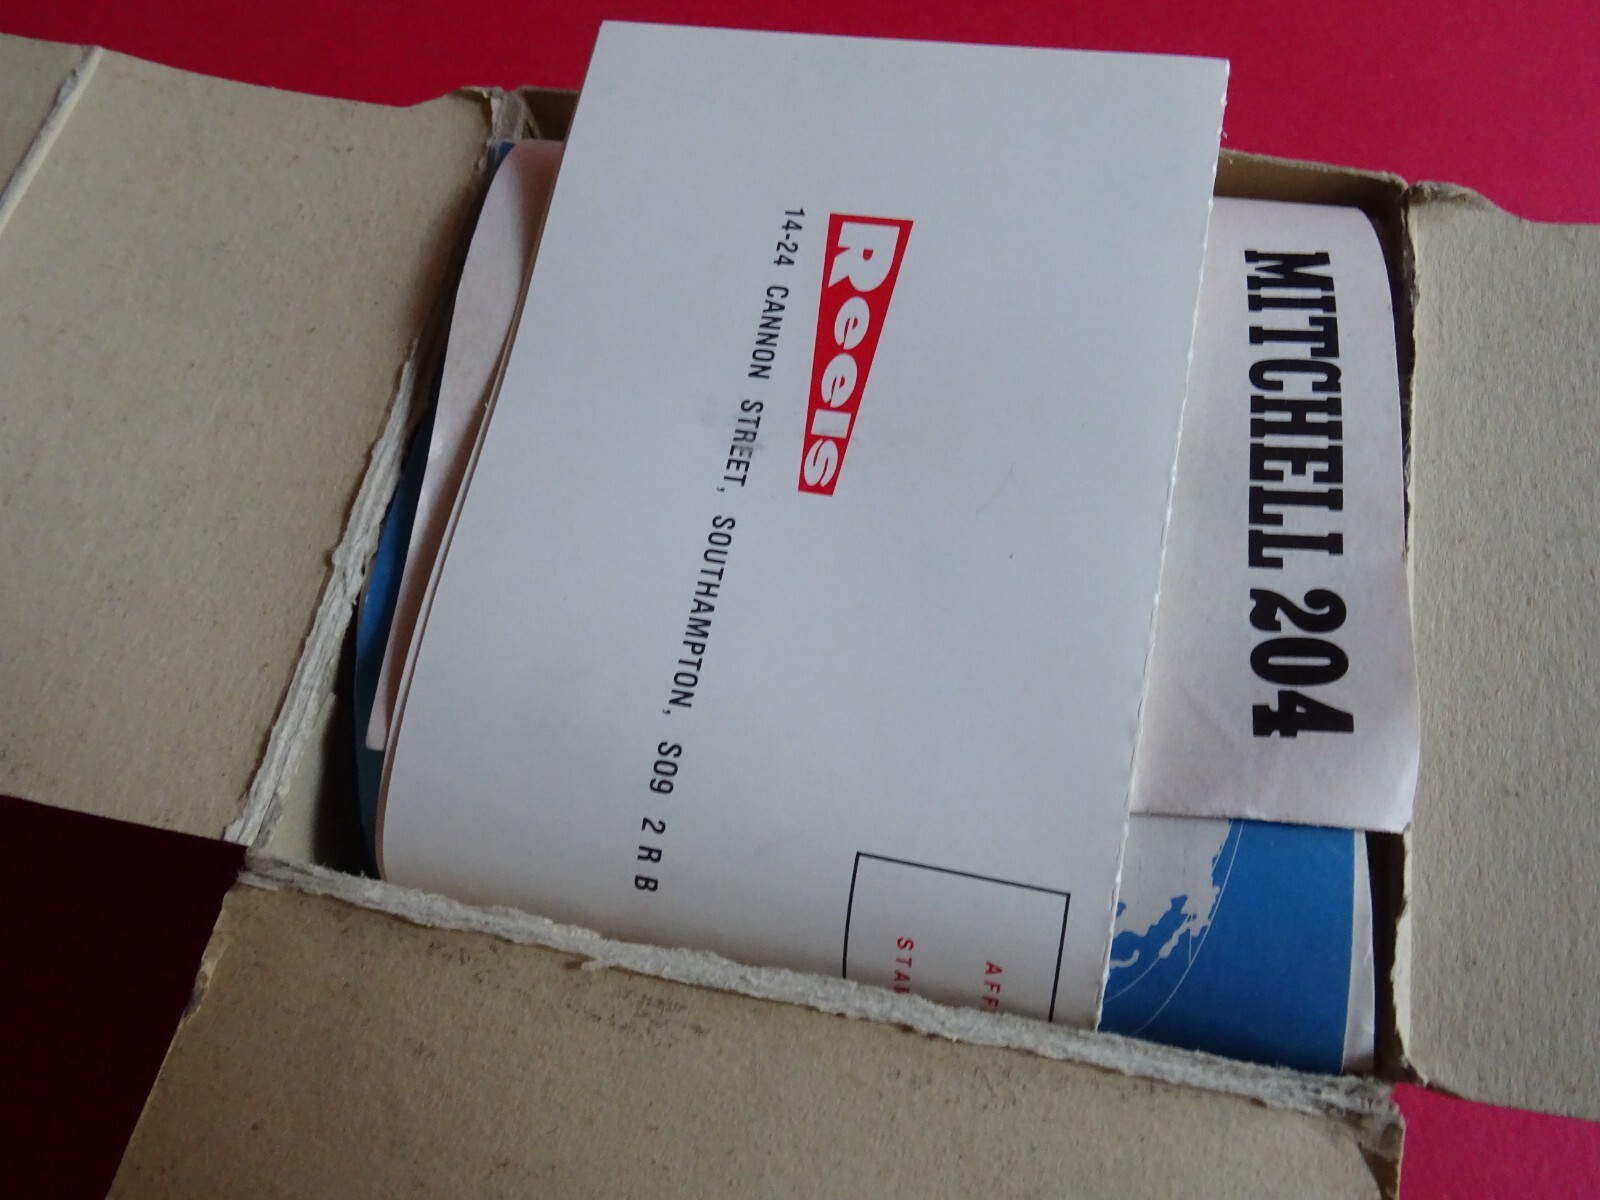 Reels
14-24 CANNON STREET, SOUTHAMPTON, SO9 2RB
MITCHELL 204